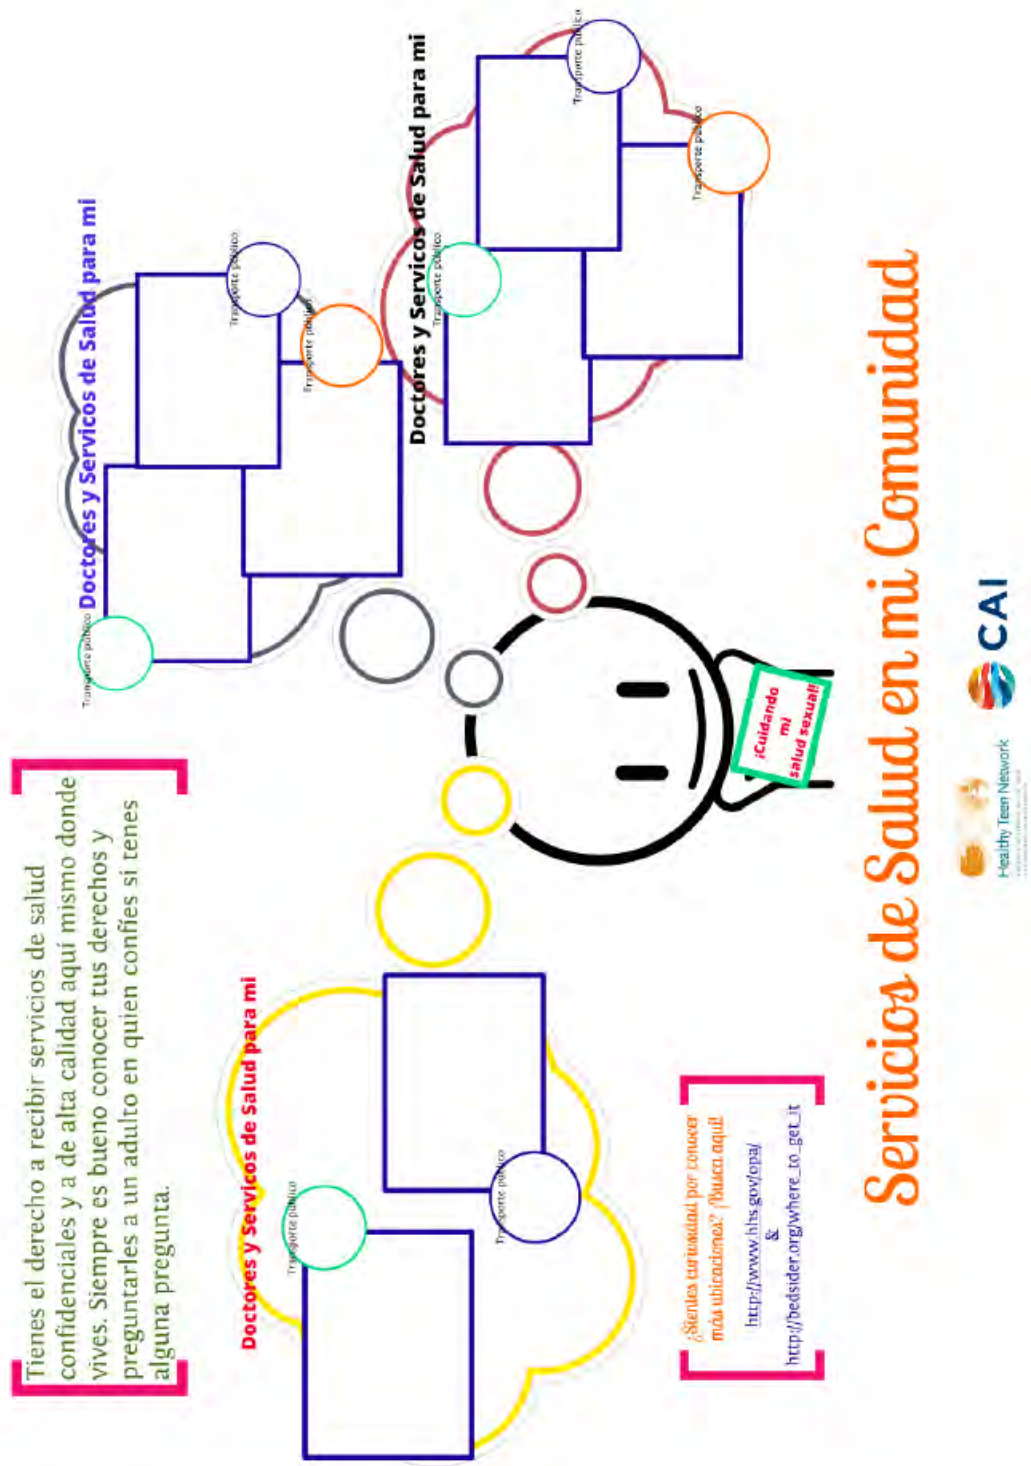 Tienes el derecho a recibir servicios de salud
confidenciales y a de alta calidad aquí mismo donde
vives. Siempre es bueno conocer tus derechos y
preguntarles a un adulto en quien confíes si tenes
alguna pregunta.
Transporte público
Doctores y Servicos de Salud para mi
Transporte público
Transporte público
Doctores y Servicos de Salud para mi
Transporte público
Transporte público
Transporte público
Doctores y Servicos de Salud para mi
Transporte público
Transporte público
¡Cuidando
mi
salud sexual!
¿Sientes curiosidad por conocer
más ubicaciones? ¡Busca aquí!
http://www.hhs.gov/opa/
&
http://bedsider.org/where_to_get_it
Servicios de Salud en mi Comunidad
Healthy Teen Network
CAI